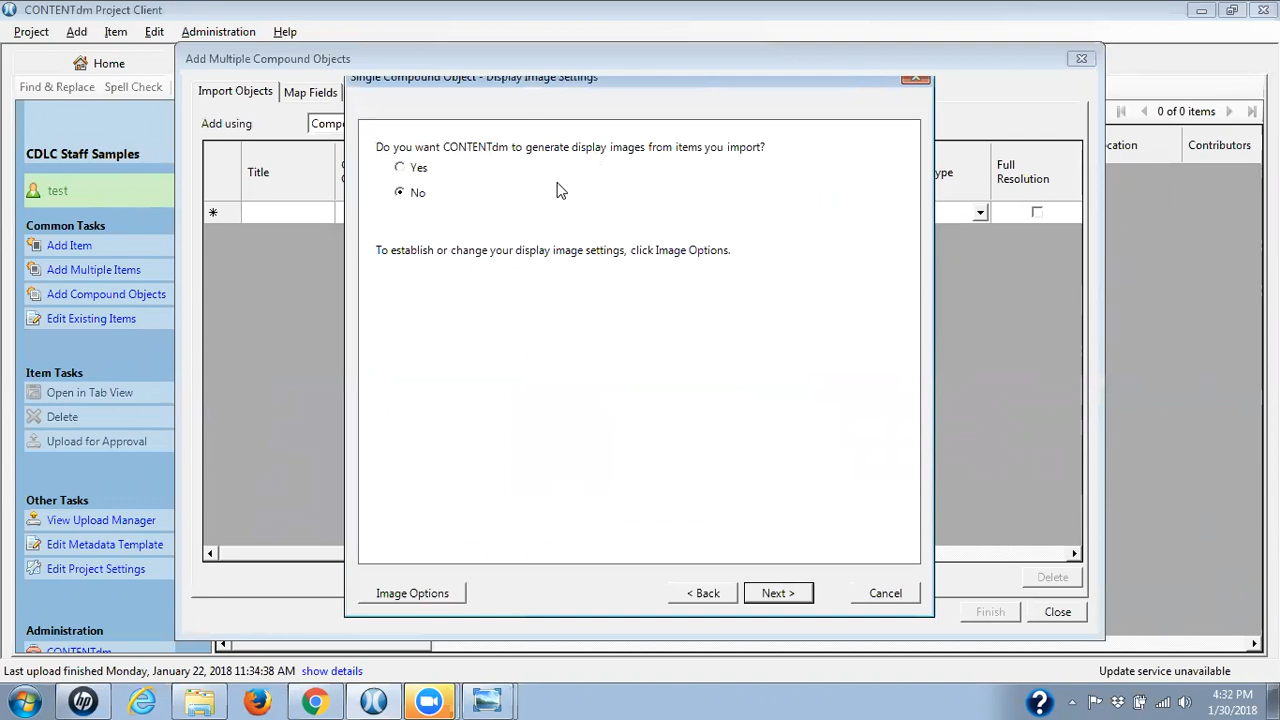 CONTENTdm Project Client
Project Add Item Edit Administration Help
Home
Find & Replace Spell Check
CDLC Staff Samples
test
Common Tasks
Add Item
Add Multiple Items
Add Compound Objects
Edit Existing Items
Item Tasks
Open in Tab View
Delete
Upload for Approval
Other Tasks
View Upload Manager
Edit Metadata Template
Edit Project Settings
Administration
CONTENTdm
Add Multiple Compound Objects
Import Objects Map Fields
Add using
Compo
Title
Full
Resolution
Single Compound Object - Display Image Settings
Do you want CONTENTdm to generate display images from items you import?
Yes
No
To establish or change your display image settings, click Image Options.
Image Options < Back Next > Cancel
Delete
Finish Close
0 of 0 items
Contributors
Last upload finished Monday, January 22, 2018 11:34:38 AM show details
Update service unavailable
4:32 PM
1/30/2018